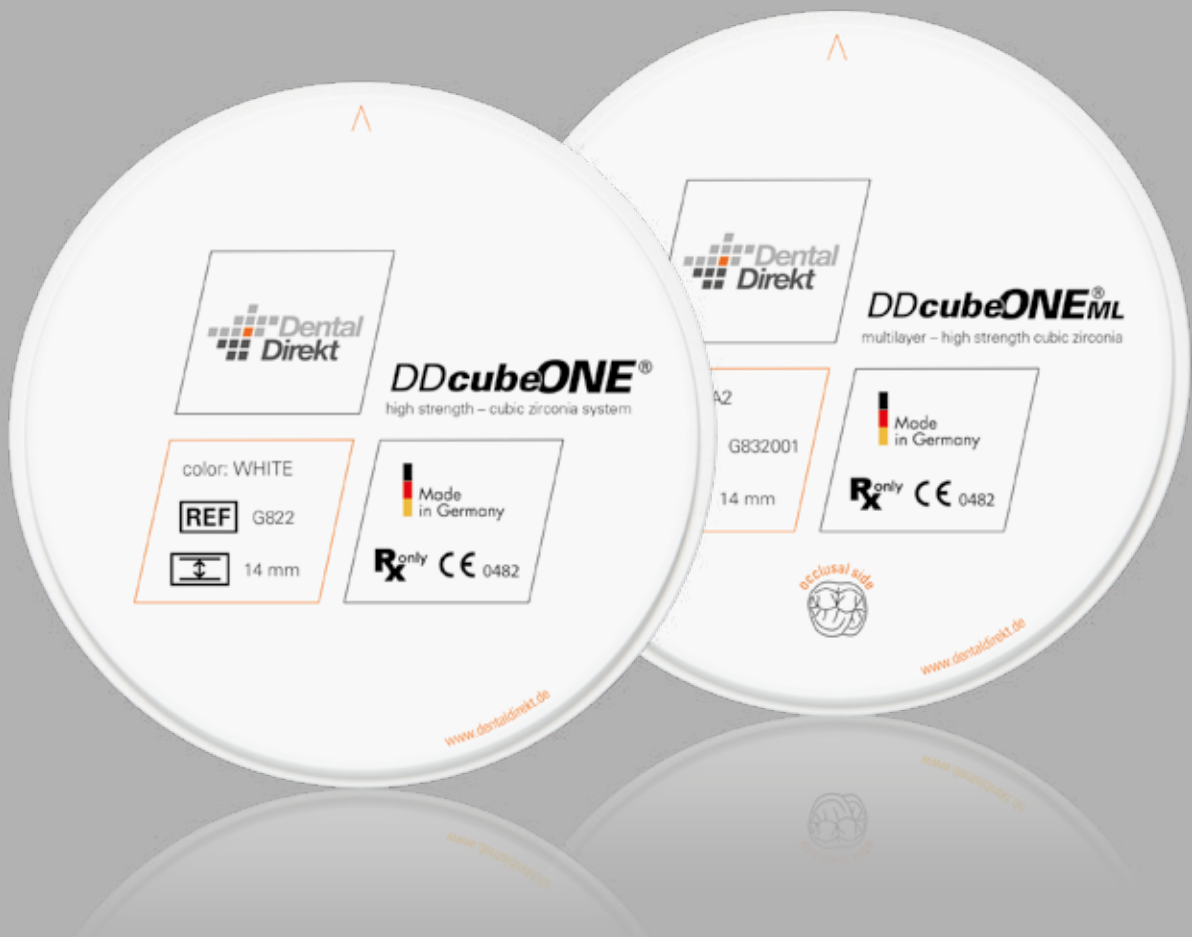 Dental
Direkt
DDcubeONE®
high strength – cubic zirconia system
color: WHITE
REF G822
14 mm
Made
in Germany
Rx only CE 0482
www.dentaldirekt.de
Dental
Direkt
DDcubeONE® ML
multilayer – high strength cubic zirconia
A2
G832001
14 mm
Made
in Germany
Rx only CE 0482
occlusal side
www.dentaldirekt.de